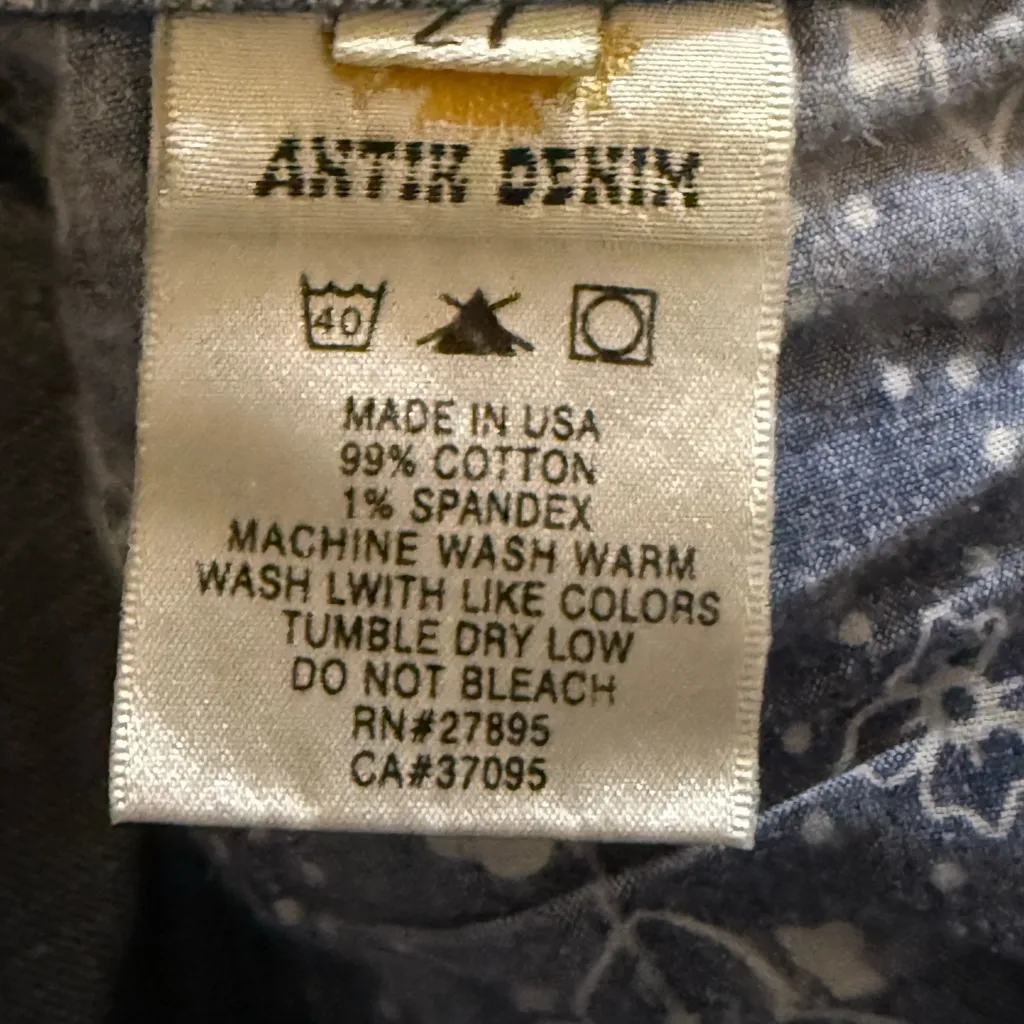 ANTIK DENIM
40
MADE IN USA
99% COTTON
1% SPANDEX
MACHINE WASH WARM
WASH LWITH LIKE COLORS
TUMBLE DRY LOW
DO NOT BLEACH
RN#27895
CA#37095